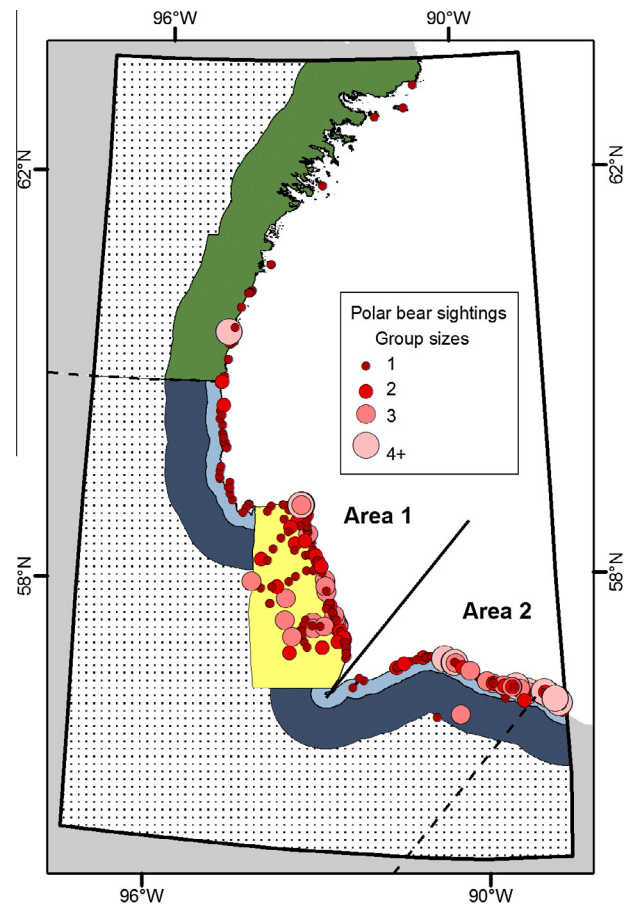 96°W
90°W
62°N
62°N
Polar bear sightings
Group sizes
1
2
3
4+
Area 1
58°N
58°N
Area 2
96°W
90°W